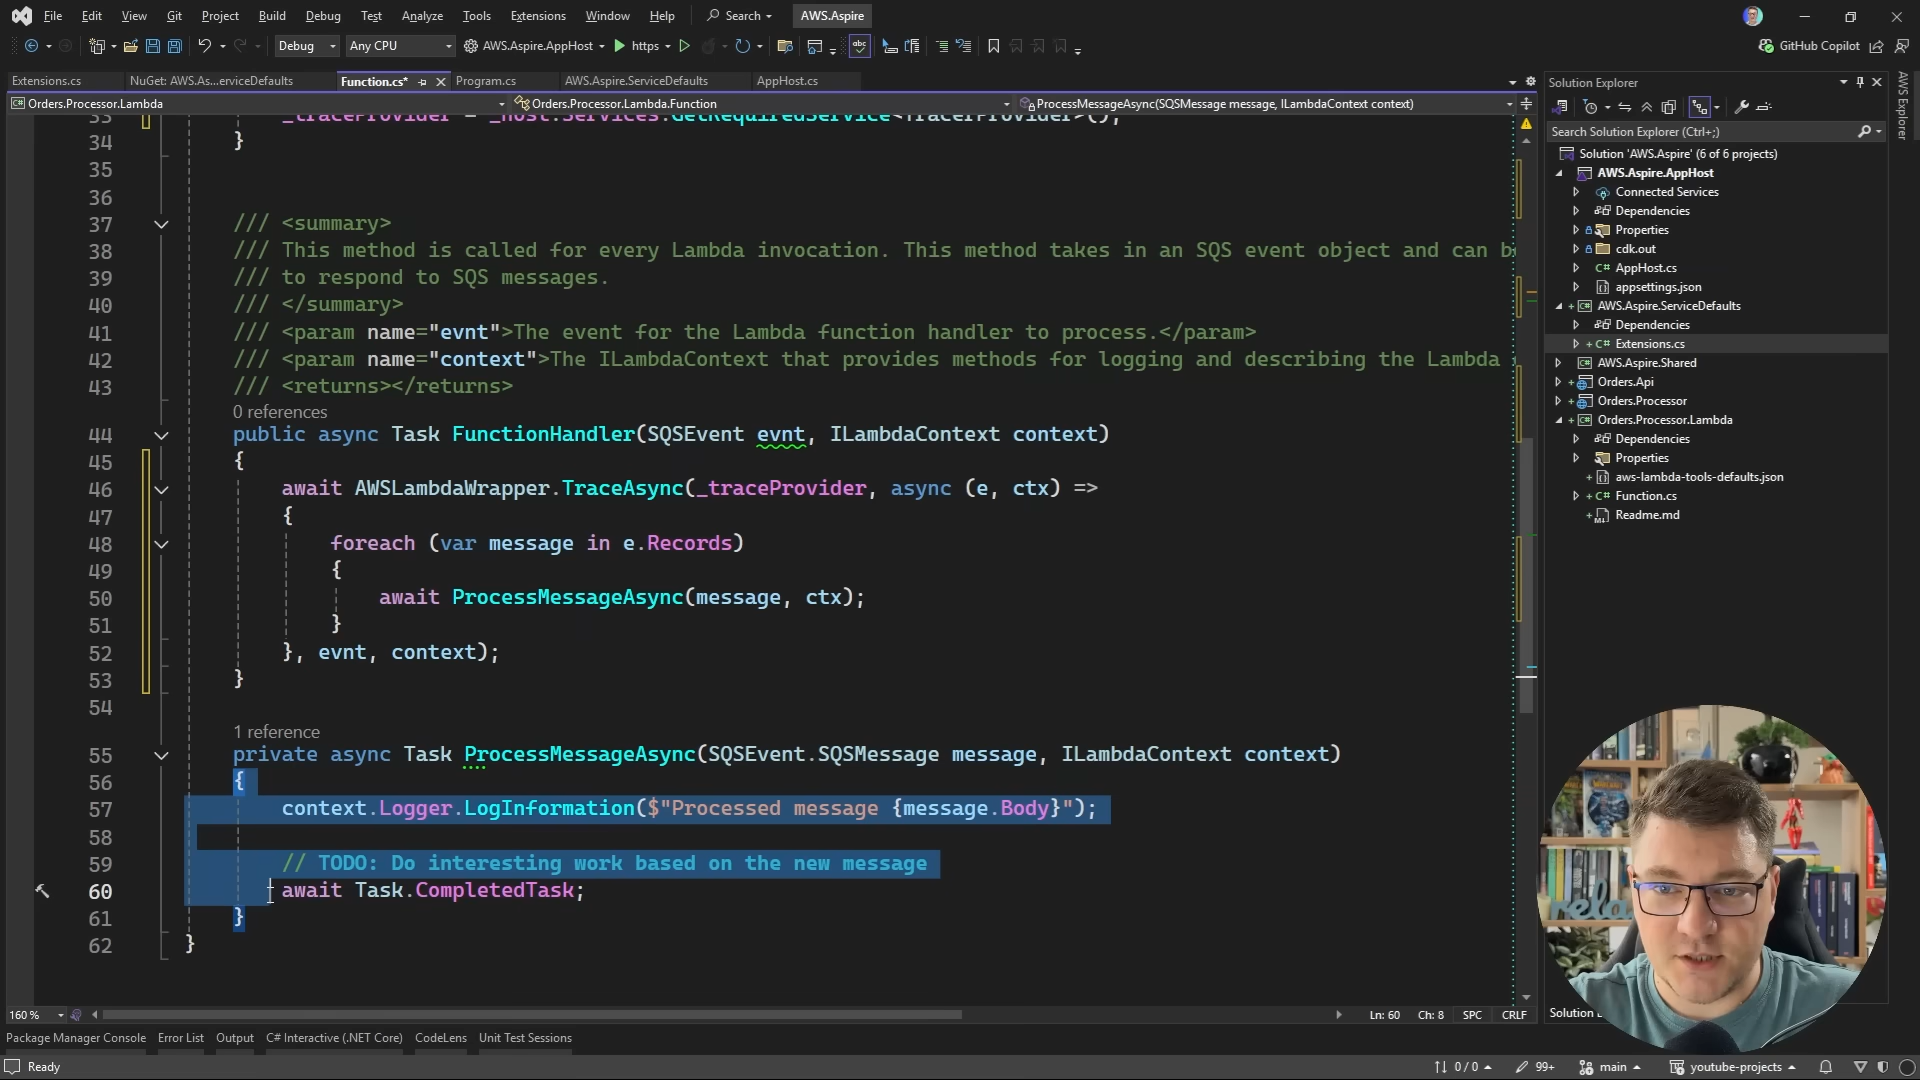 File Edit View Git Project Build Debug Test Analyze Tools Extensions Window Help Search AWS.Aspire
Debug Any CPU AWS.Aspire.AppHost https GitHub Copilot
Extensions.cs NuGet: AWS.As...erviceDefaults Function.cs* Program.cs AWS.Aspire.ServiceDefaults AppHost.cs
Orders.Processor.Lambda Orders.Processor.Lambda.Function ProcessMessageAsync(SQSMessage message, ILambdaContext context)
33 _traceProvider = _host.Services.GetRequiredService<TracerProvider>();
34 }
35
36
37 /// <summary>
38 /// This method is called for every Lambda invocation. This method takes in an SQS event object and can b
39 /// to respond to SQS messages.
40 /// </summary>
41 /// <param name="evnt">The event for the Lambda function handler to process.</param>
42 /// <param name="context">The ILambdaContext that provides methods for logging and describing the Lambda
43 /// <returns></returns>
0 references
44 public async Task FunctionHandler(SQSEvent evnt, ILambdaContext context)
45 {
46 await AWSLambdaWrapper.TraceAsync(_traceProvider, async (e, ctx) =>
47 {
48 foreach (var message in e.Records)
49 {
50 await ProcessMessageAsync(message, ctx);
51 }
52 }, evnt, context);
53 }
54
1 reference
55 private async Task ProcessMessageAsync(SQSEvent.SQSMessage message, ILambdaContext context)
56 {
57 context.Logger.LogInformation($"Processed message {message.Body}");
58
59 // TODO: Do interesting work based on the new message
60 await Task.CompletedTask;
61 }
62 }
160 % Ln: 60 Ch: 8 SPC CRLF
Package Manager Console Error List Output C# Interactive (.NET Core) CodeLens Unit Test Sessions
Ready 0 / 0 99+ main youtube-projects
Solution Explorer
Search Solution Explorer (Ctrl+;)
Solution 'AWS.Aspire' (6 of 6 projects)
AWS.Aspire.AppHost
Connected Services
Dependencies
Properties
cdk.out
C# AppHost.cs
appsettings.json
AWS.Aspire.ServiceDefaults
Dependencies
C# Extensions.cs
AWS.Aspire.Shared
Orders.Api
Orders.Processor
Orders.Processor.Lambda
Dependencies
Properties
aws-lambda-tools-defaults.json
C# Function.cs
Readme.md
Solution E
AWS Explorer